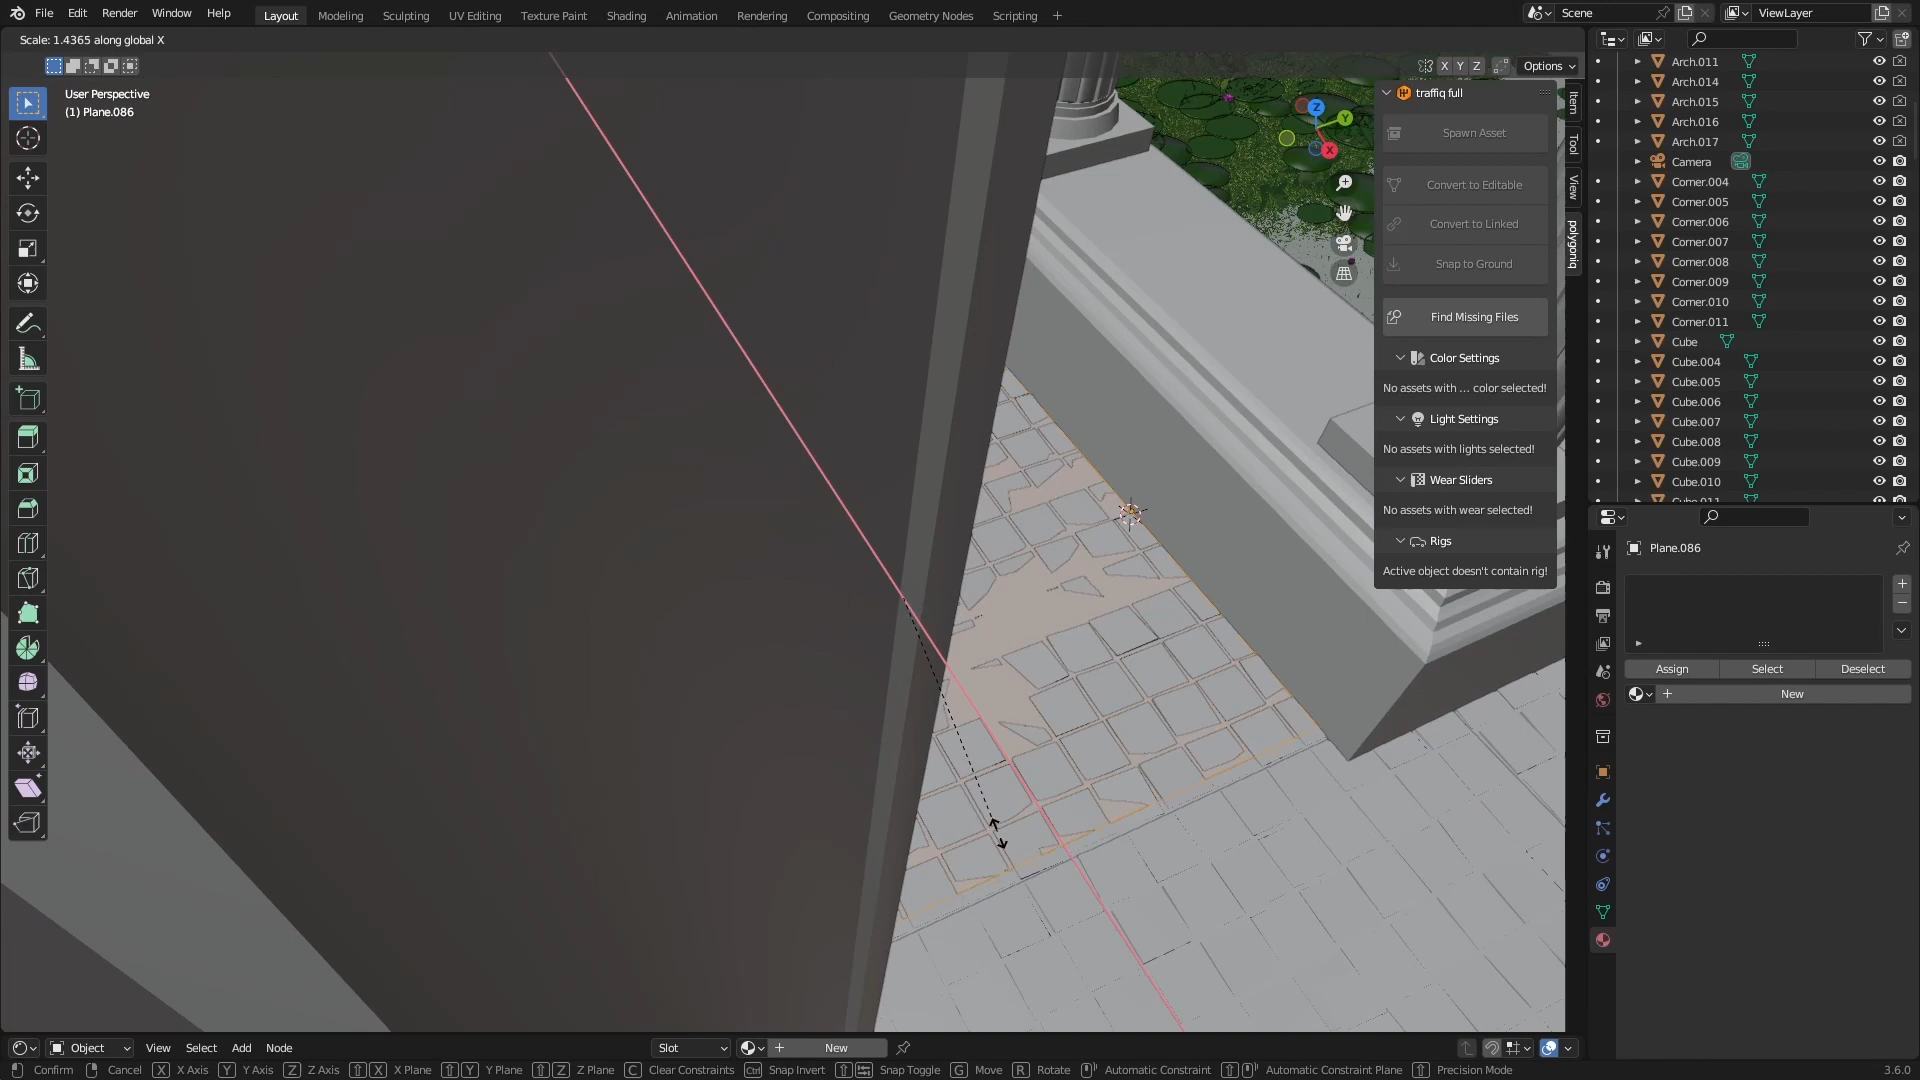 File Edit Render Window Help
Layout Modeling Sculpting UV Editing Texture Paint Shading Animation Rendering Compositing Geometry Nodes Scripting +
Scene
ViewLayer
Scale: 1.4365 along global X
X Y Z
Options
User Perspective
(1) Plane.086
Z
Y
X
traffiq full
Spawn Asset
Convert to Editable
Convert to Linked
Snap to Ground
Find Missing Files
Color Settings
No assets with ... color selected!
Light Settings
No assets with lights selected!
Wear Sliders
No assets with wear selected!
Rigs
Active object doesn't contain rig!
Item
Tool
View
polygoniq
Arch.011
Arch.014
Arch.015
Arch.016
Arch.017
Camera
Corner.004
Corner.005
Corner.006
Corner.007
Corner.008
Corner.009
Corner.010
Corner.011
Cube
Cube.004
Cube.005
Cube.006
Cube.007
Cube.008
Cube.009
Cube.010
Cube.011
Plane.086
Assign Select Deselect
New
Object View Select Add Node
Slot
New
Confirm Cancel X X Axis Y Y Axis Z Z Axis X X Plane Y Y Plane Z Z Plane C Clear Constraints Ctrl Snap Invert Snap Toggle G Move R Rotate Automatic Constraint Automatic Constraint Plane Precision Mode
3.6.0